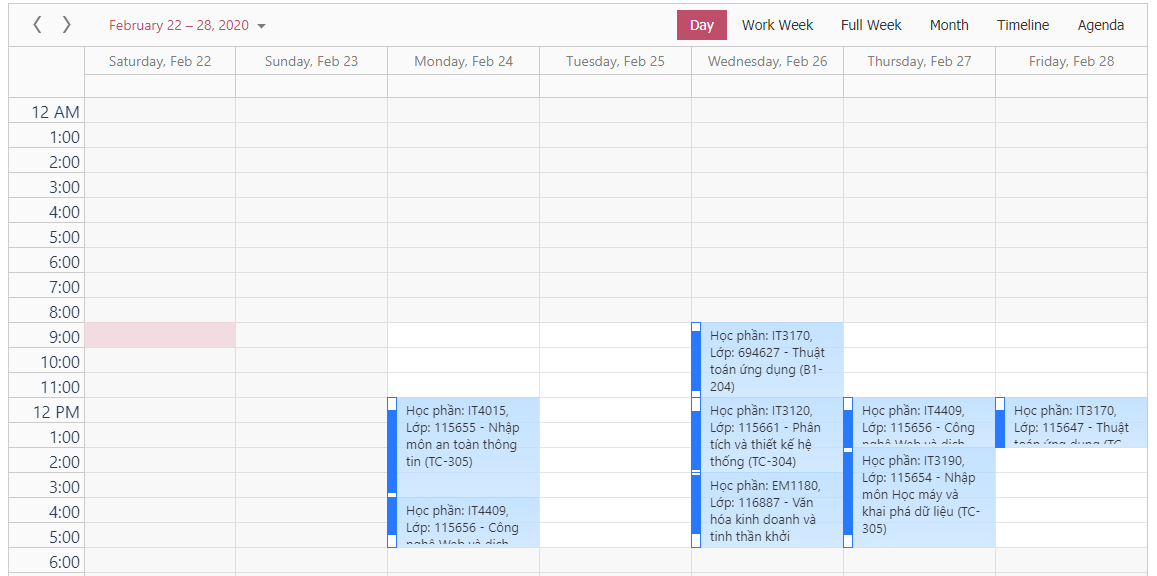 February 22 – 28, 2020
Day Work Week Full Week Month Timeline Agenda
Saturday, Feb 22 Sunday, Feb 23 Monday, Feb 24 Tuesday, Feb 25 Wednesday, Feb 26 Thursday, Feb 27 Friday, Feb 28
12 AM
1:00
2:00
3:00
4:00
5:00
6:00
7:00
8:00
9:00
10:00
11:00
12 PM
1:00
2:00
3:00
4:00
5:00
6:00
Học phần: IT4015,
Lớp: 115655 - Nhập
môn an toàn thông
tin (TC-305)
Học phần: IT4409,
Lớp: 115656 - Công
nghệ Web và dịch
Học phần: IT3170,
Lớp: 694627 - Thuật
toán ứng dụng (B1-
204)
Học phần: IT3120,
Lớp: 115661 - Phân
tích và thiết kế hệ
thống (TC-304)
Học phần: EM1180,
Lớp: 116887 - Văn
hóa kinh doanh và
tinh thần khởi
Học phần: IT4409,
Lớp: 115656 - Công
nghệ Web và dịch
Học phần: IT3190,
Lớp: 115654 - Nhập
môn Học máy và
khai phá dữ liệu (TC-
305)
Học phần: IT3170,
Lớp: 115647 - Thuật
toán ứng dụng (TC-